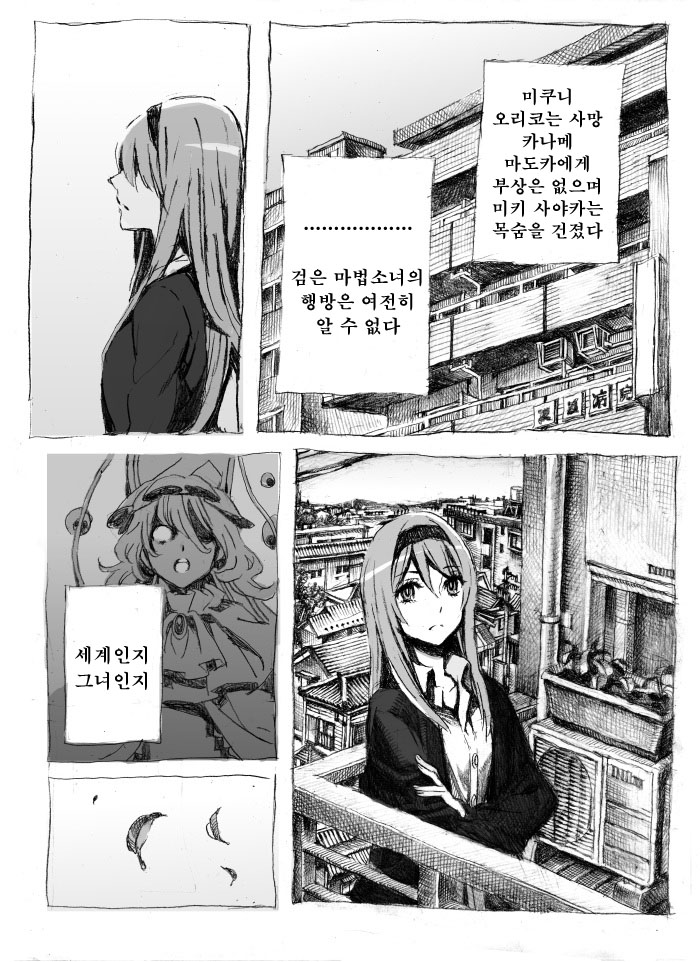 미쿠니
오리코는 사망
카나메
마도카에게
부상은 없으며
미키 사야카는
목숨을 건졌다
...................
검은 마법소녀의
행방은 여전히
알 수 없다
세계인지
그녀인지